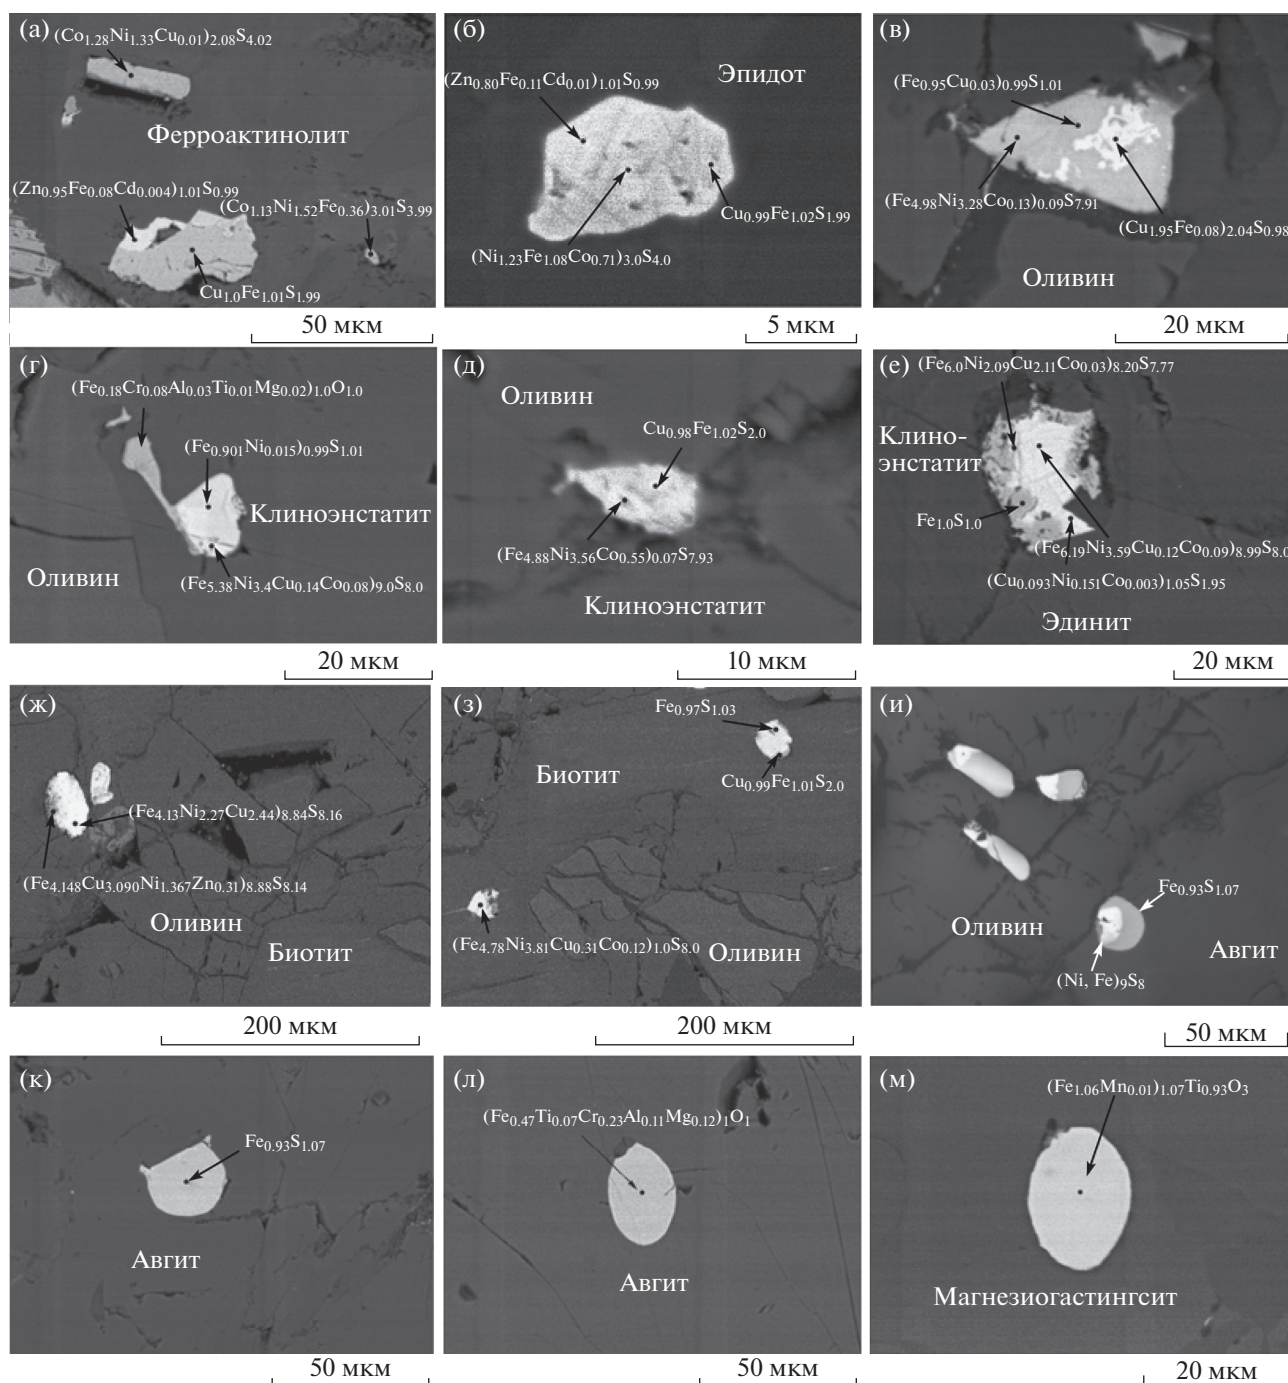 (а)
(Co1.28Ni1.33Cu0.01)2.08S4.02
Ферроактинолит
(Zn0.95Fe0.08Cd0.004)1.01S0.99
(Co1.13Ni1.52Fe0.36)3.01S3.99
Cu1.0Fe1.01S1.99
50 мкм
(б)
Эпидот
(Zn0.80Fe0.11Cd0.01)1.01S0.99
Cu0.99Fe1.02S1.99
(Ni1.23Fe1.08Co0.71)3.0S4.0
5 мкм
(в)
(Fe0.95Cu0.03)0.99S1.01
(Fe4.98Ni3.28Co0.13)0.09S7.91
(Cu1.95Fe0.08)2.04S0.98
Оливин
20 мкм
(г)
(Fe0.18Cr0.08Al0.03Ti0.01Mg0.02)1.0O1.0
(Fe0.901Ni0.015)0.99S1.01
Клиноэнстатит
Оливин
(Fe5.38Ni3.4Cu0.14Co0.08)9.0S8.0
20 мкм
(д)
Оливин
Cu0.98Fe1.02S2.0
(Fe4.88Ni3.56Co0.55)0.07S7.93
Клиноэнстатит
10 мкм
(е)
(Fe6.0Ni2.09Cu2.11Co0.03)8.20S7.77
Клино-
энстатит
Fe1.0S1.0
(Fe6.19Ni3.59Cu0.12Co0.09)8.99S8.0
(Cu0.093Ni0.151Co0.003)1.05S1.95
Эдинит
20 мкм
(ж)
(Fe4.13Ni2.27Cu2.44)8.84S8.16
(Fe4.148Cu3.090Ni1.367Zn0.31)8.88S8.14
Оливин
Биотит
200 мкм
(з)
Fe0.97S1.03
Биотит
Cu0.99Fe1.01S2.0
(Fe4.78Ni3.81Cu0.31Co0.12)1.0S8.0
Оливин
200 мкм
(и)
Fe0.93S1.07
Оливин
Авгит
(Ni, Fe)9S8
50 мкм
(к)
Fe0.93S1.07
Авгит
50 мкм
(л)
(Fe0.47Ti0.07Cr0.23Al0.11Mg0.12)1O1
Авгит
50 мкм
(м)
(Fe1.06Mn0.01)1.07Ti0.93O3
Магнезиогастингсит
20 мкм